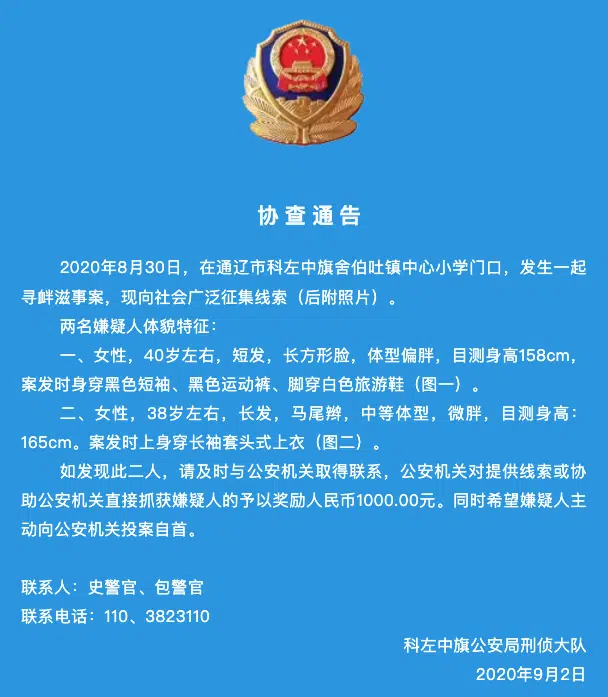 协查通告
2020年8月30日，在通辽市科左中旗舍伯吐镇中心小学门口，发生一起
寻衅滋事案，现向社会广泛征集线索（后附照片）。
两名嫌疑人体貌特征：
一、女性，40岁左右，短发，长方形脸，体型偏胖，目测身高158cm，
案发时身穿黑色短袖、黑色运动裤、脚穿白色旅游鞋（图一）。
二、女性，38岁左右，长发，马尾辫，中等体型，微胖，目测身高：
165cm。案发时上身穿长袖套头式上衣（图二）。
如发现此二人，请及时与公安机关取得联系，公安机关对提供线索或协
助公安机关直接抓获嫌疑人的予以奖励人民币1000.00元。同时希望嫌疑人主
动向公安机关投案自首。
联系人：史警官、包警官
联系电话：110、3823110
科左中旗公安局刑侦大队
2020年9月2日